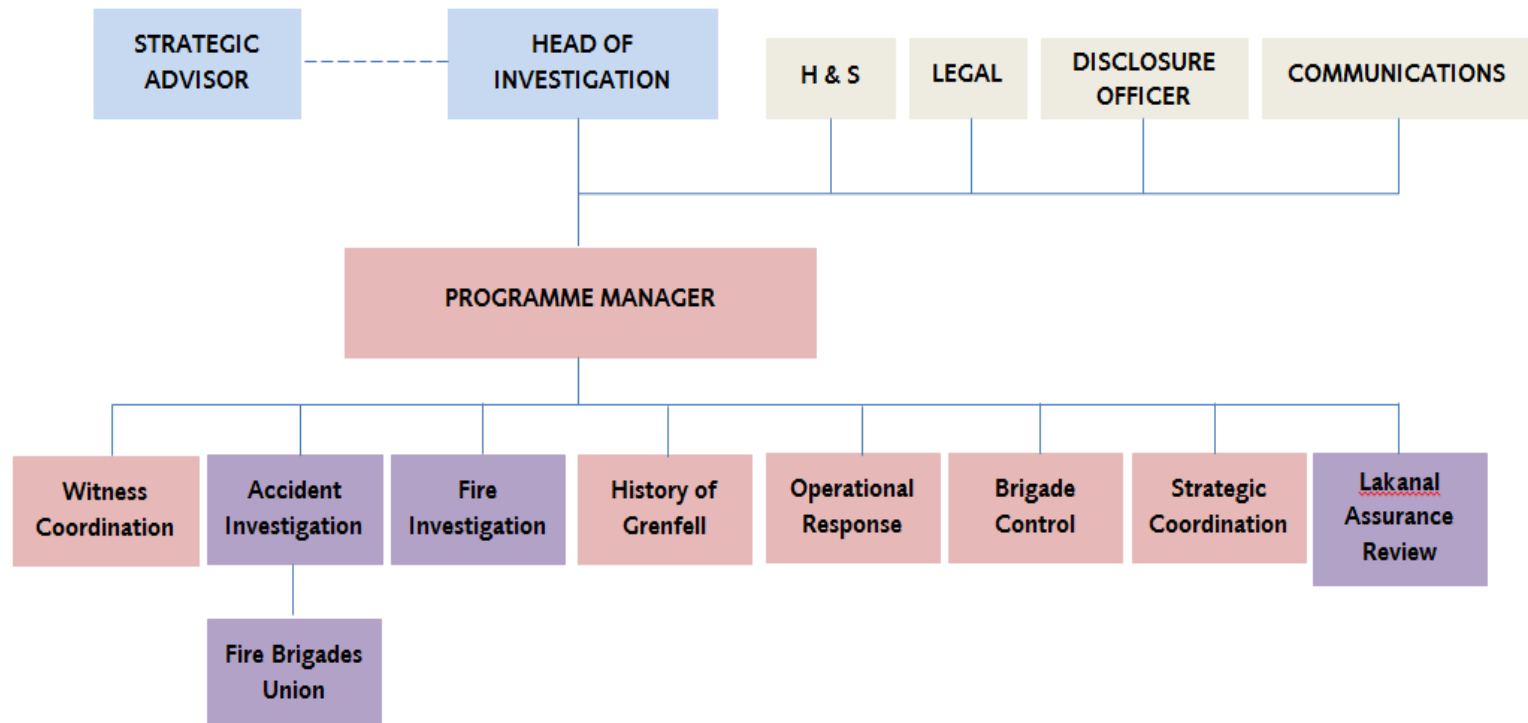 STRATEGIC
ADVISOR
HEAD OF
INVESTIGATION
H & S
LEGAL
DISCLOSURE
OFFICER
COMMUNICATIONS
PROGRAMME MANAGER
Witness
Coordination
Accident
Investigation
Fire
Investigation
History of
Grenfell
Operational
Response
Brigade
Control
Strategic
Coordination
Lakanal
Assurance
Review
Fire Brigades
Union